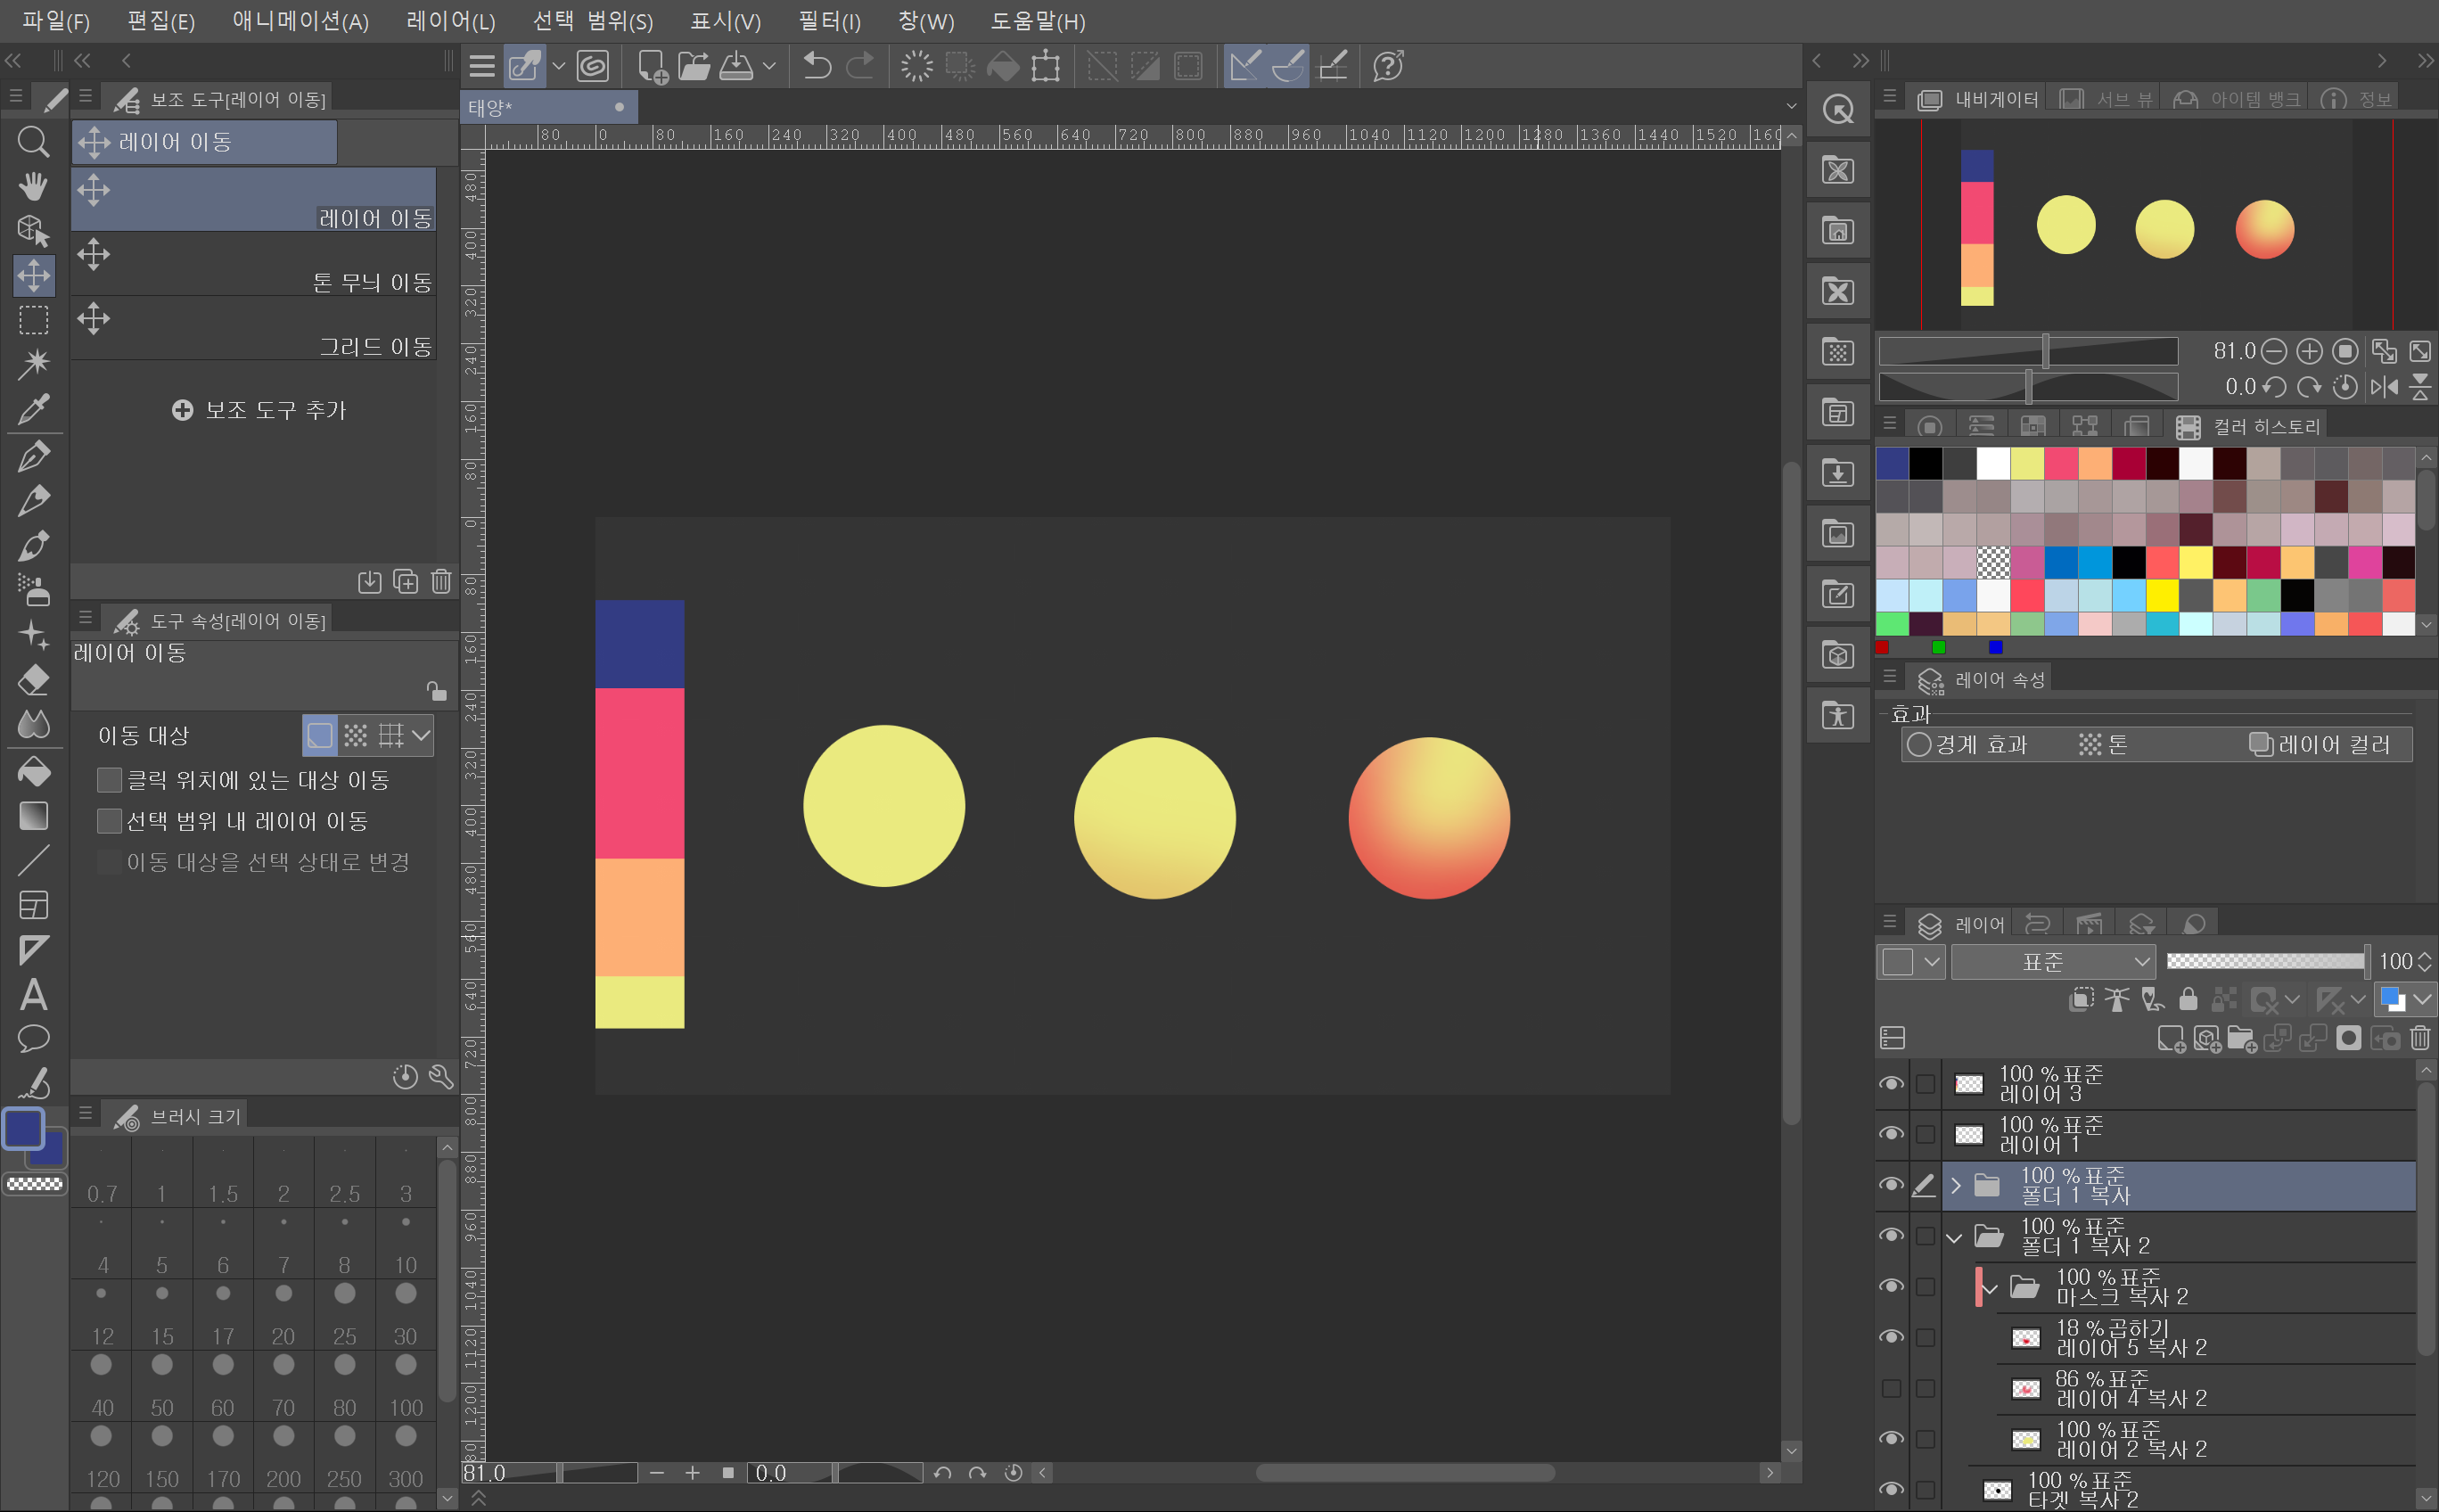 파일(F) 편집(E) 애니메이션(A) 레이어(L) 선택 범위(S) 표시(V) 필터(I) 창(W) 도움말(H)
보조 도구[레이어 이동]
레이어 이동
레이어 이동
톤 무늬 이동
그리드 이동
보조 도구 추가
도구 속성[레이어 이동]
레이어 이동
이동 대상
클릭 위치에 있는 대상 이동
선택 범위 내 레이어 이동
이동 대상을 선택 상태로 변경
브러시 크기
0.7 1 1.5 2 2.5 3
4 5 6 7 8 10
12 15 17 20 25 30
40 50 60 70 80 100
120 150 170 200 250 300
태양*
80 0 80 160 240 320 400 480 560 640 720 800 880 960 1040 1120 1200 1280 1360 1440 1520 160
480 400 320 240 160 80 0 80 160 240 320 400 480 560 640 720 800 880 960 1040 1120 1200
81.0 0.0
내비게이터 서브 뷰 아이템 뱅크 정보
81.0
0.0
컬러 히스토리
레이어 속성
효과
경계 효과 톤 레이어 컬러
레이어
표준 100
100 %표준
레이어 3
100 %표준
레이어 1
100 %표준
폴더 1 복사
100 %표준
폴더 1 복사 2
100 %표준
마스크 복사 2
18 %곱하기
레이어 5 복사 2
86 %표준
레이어 4 복사 2
100 %표준
레이어 2 복사 2
100 %표준
타겟 복사 2